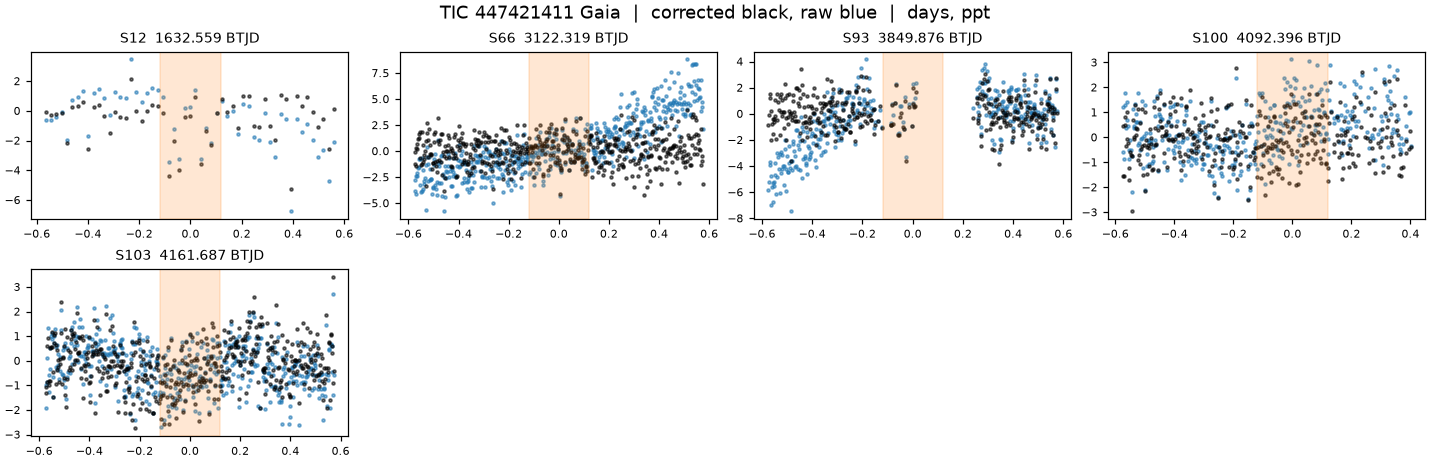 TIC 447421411 Gaia | corrected black, raw blue | days, ppt
S12 1632.559 BTJD
S66 3122.319 BTJD
S93 3849.876 BTJD
S100 4092.396 BTJD
2
0
−2
−4
−6
−0.6 −0.4 −0.2 0.0 0.2 0.4 0.6
7.5
5.0
2.5
0.0
−2.5
−5.0
−0.6 −0.4 −0.2 0.0 0.2 0.4 0.6
4
2
0
−2
−4
−6
−8
−0.6 −0.4 −0.2 0.0 0.2 0.4 0.6
3
2
1
0
−1
−2
−3
−0.6 −0.4 −0.2 0.0 0.2 0.4
S103 4161.687 BTJD
3
2
1
0
−1
−2
−3
−0.6 −0.4 −0.2 0.0 0.2 0.4 0.6